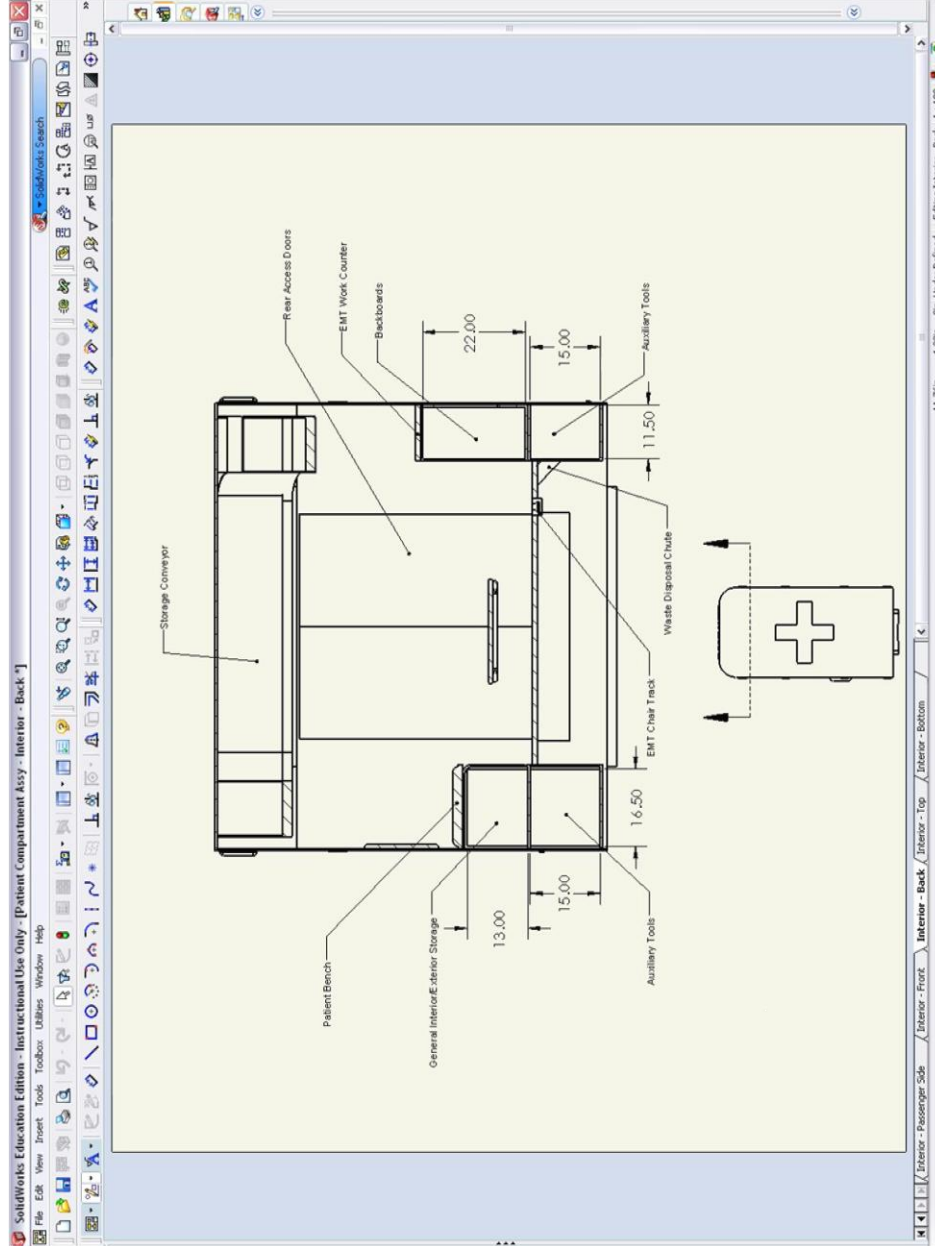 SolidWorks Education Edition - Instructional Use Only - [Patient Compartment Assy - Interior - Back *]
File Edit View Insert Tools Toolbox Utilities Window Help
SolidWorks Search
Storage Conveyor
Rear Access Doors
EMT Work Counter
Backboards
Patient Bench
General Interior/Exterior Storage
22.00
13.00
15.00
15.00
16.50
11.50
Auxiliary Tools
EMT Chair Track
Waste Disposal Chute
Auxiliary Tools
Interior - Passenger Side
Interior - Front
Interior - Back
Interior - Top
Interior - Bottom